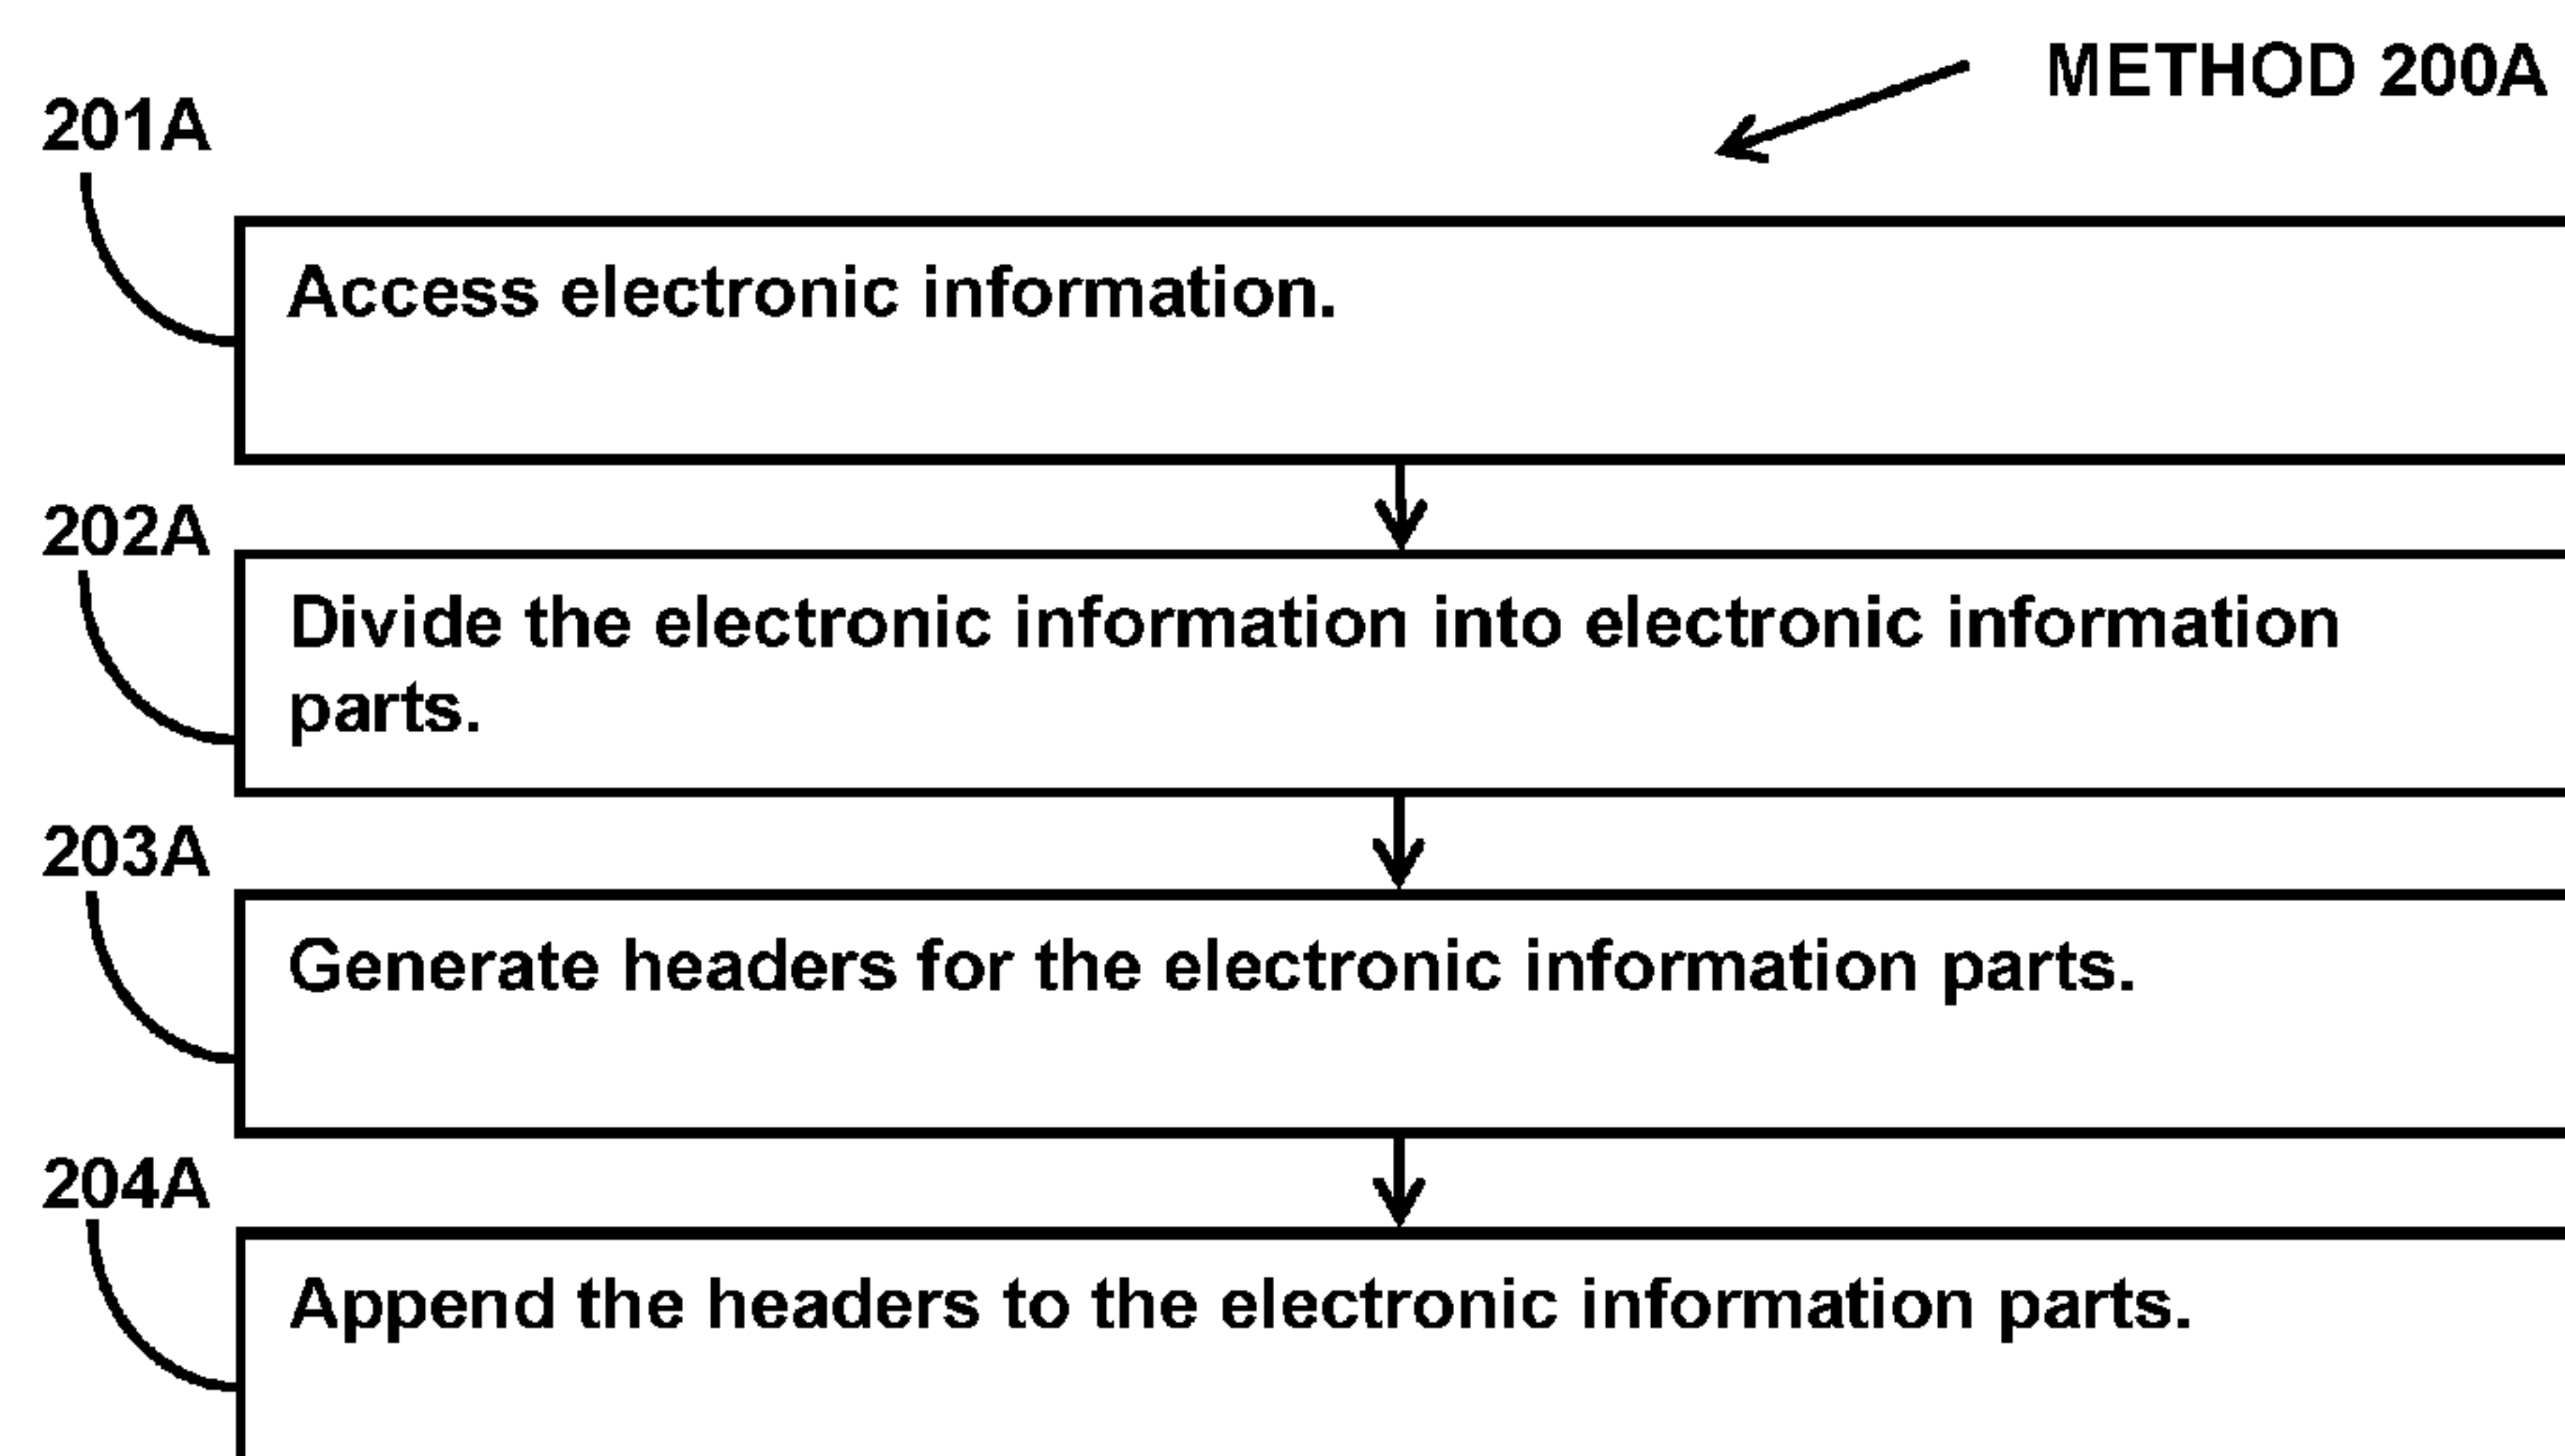 METHOD 200A
201A
Access electronic information.
202A
Divide the electronic information into electronic information
parts.
203A
Generate headers for the electronic information parts.
204A
Append the headers to the electronic information parts.